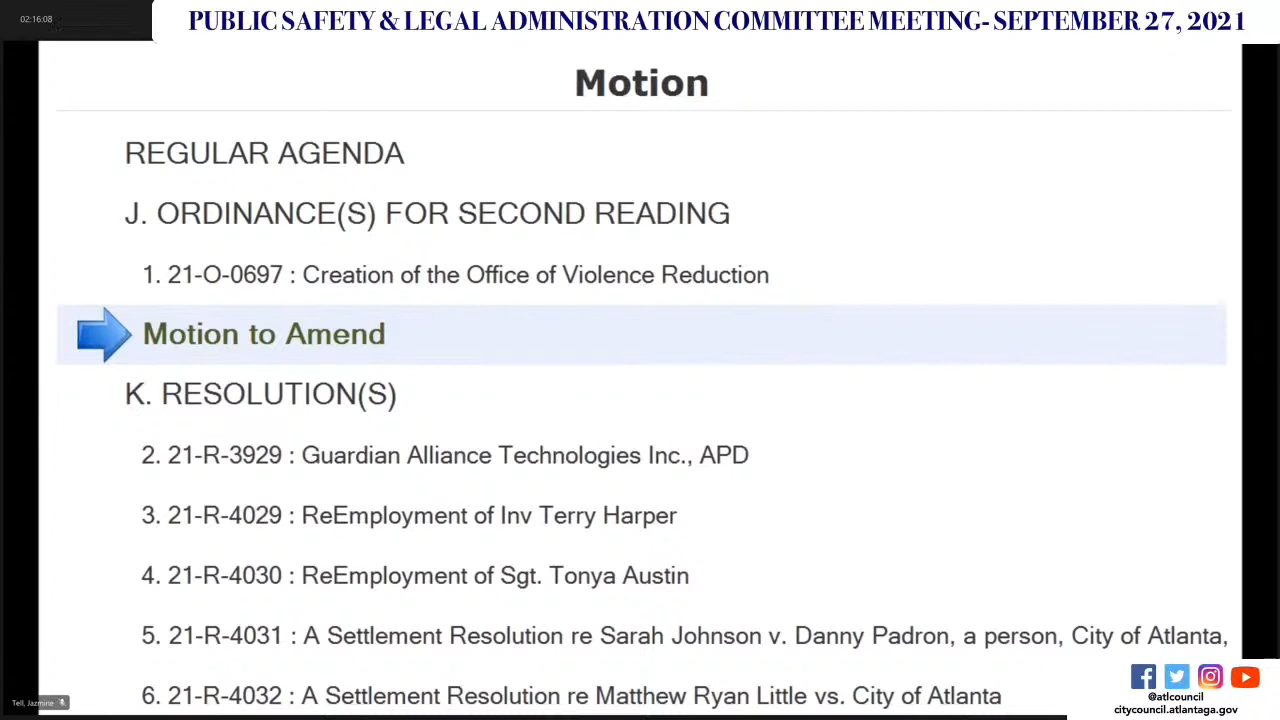 02:16:08
PUBLIC SAFETY & LEGAL ADMINISTRATION COMMITTEE MEETING- SEPTEMBER 27, 2021
Motion
REGULAR AGENDA
J. ORDINANCE(S) FOR SECOND READING
1. 21-O-0697 : Creation of the Office of Violence Reduction
Motion to Amend
K. RESOLUTION(S)
2. 21-R-3929 : Guardian Alliance Technologies Inc., APD
3. 21-R-4029 : ReEmployment of Inv Terry Harper
4. 21-R-4030 : ReEmployment of Sgt. Tonya Austin
5. 21-R-4031 : A Settlement Resolution re Sarah Johnson v. Danny Padron, a person, City of Atlanta,
6. 21-R-4032 : A Settlement Resolution re Matthew Ryan Little vs. City of Atlanta
Tell, Jazmine
@atlcouncil
citycouncil.atlantaga.gov